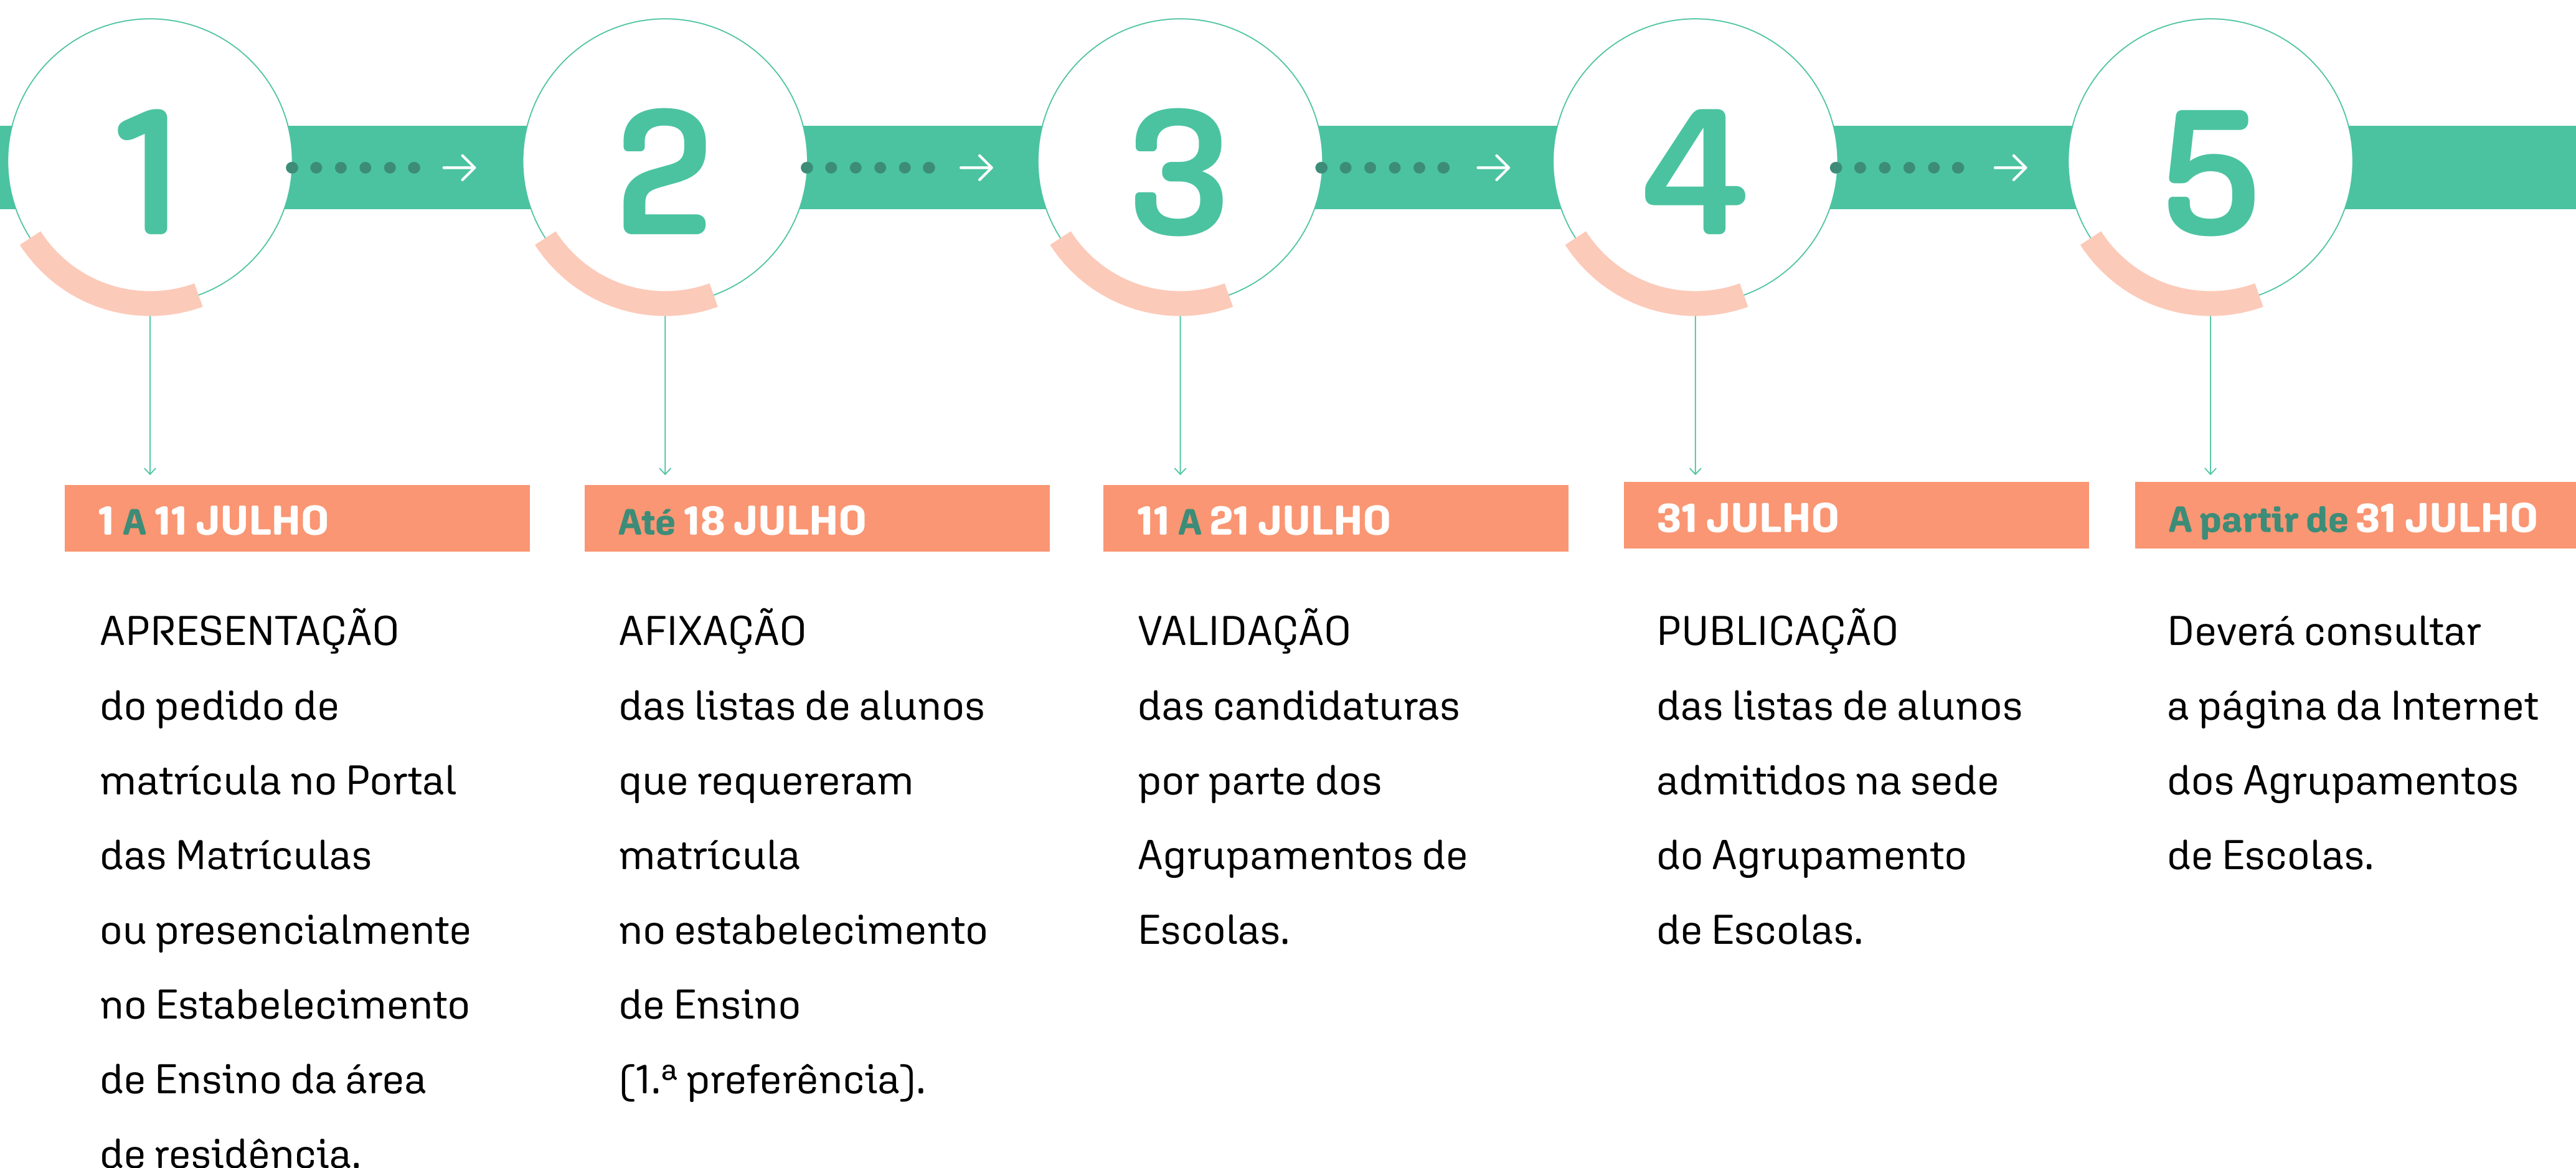 1
2
3
4
5
1 A 11 JULHO
APRESENTAÇÃO
do pedido de
matrícula no Portal
das Matrículas
ou presencialmente
no Estabelecimento
de Ensino da área
de residência.
Até 18 JULHO
AFIXAÇÃO
das listas de alunos
que requereram
matrícula
no estabelecimento
de Ensino
(1.ª preferência).
11 A 21 JULHO
VALIDAÇÃO
das candidaturas
por parte dos
Agrupamentos de
Escolas.
31 JULHO
PUBLICAÇÃO
das listas de alunos
admitidos na sede
do Agrupamento
de Escolas.
A partir de 31 JULHO
Deverá consultar
a página da Internet
dos Agrupamentos
de Escolas.